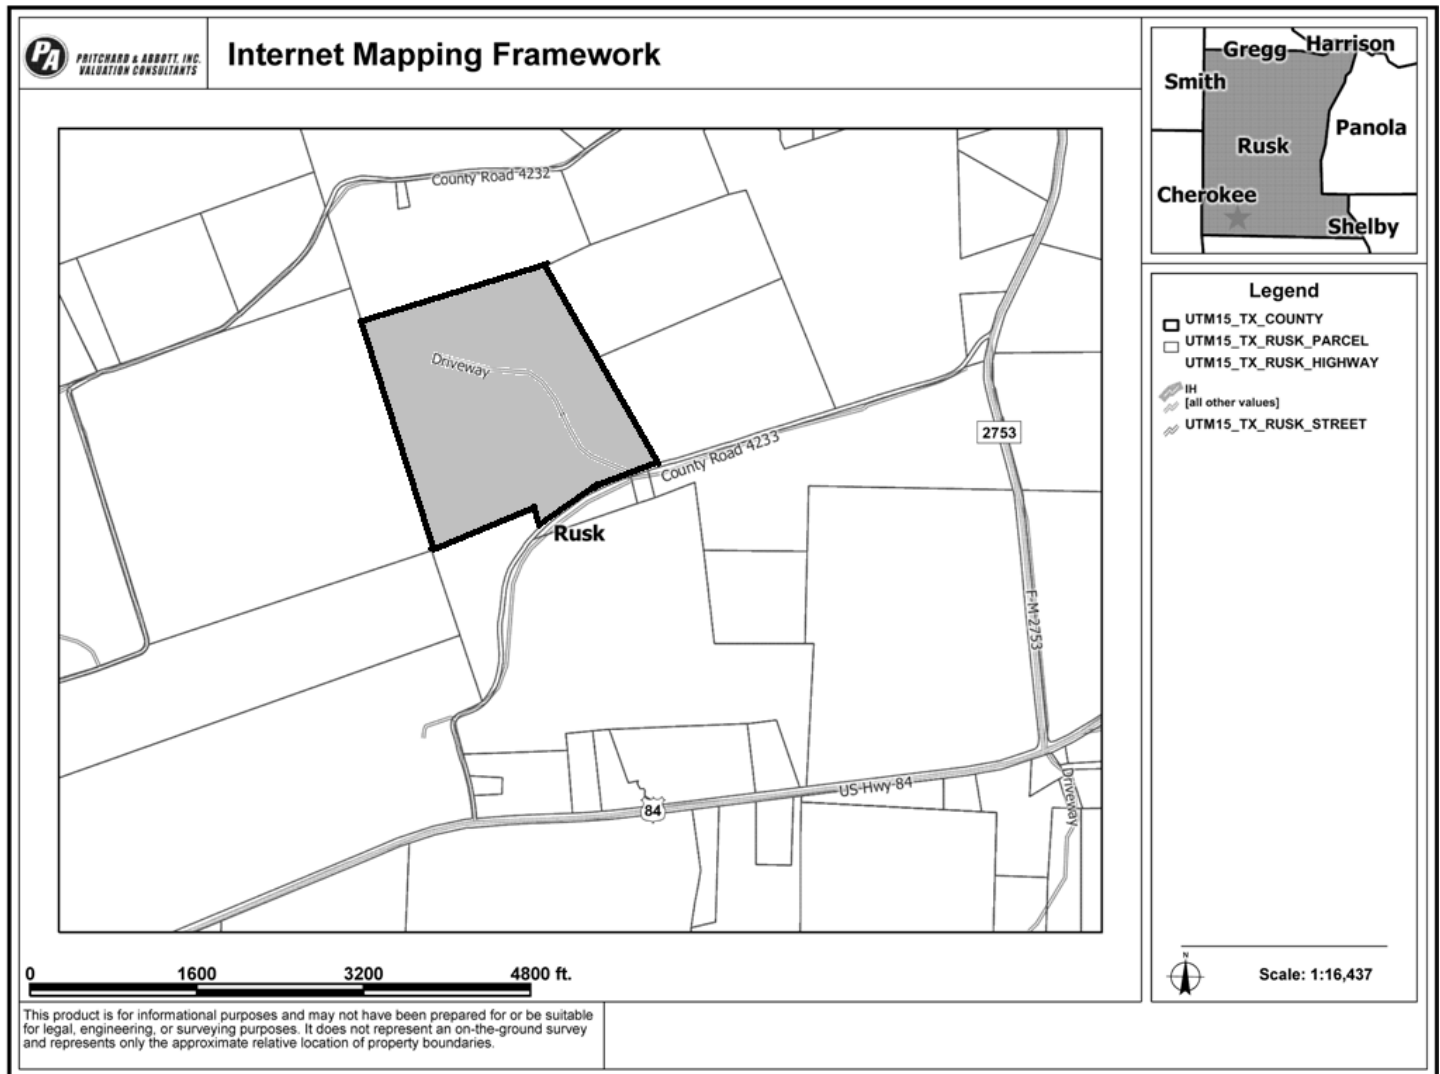 PA
PRITCHARD & ABBOTT, INC.
VALUATION CONSULTANTS
Internet Mapping Framework
Gregg
Harrison
Smith
Panola
Rusk
Cherokee
Shelby
County Road 4232
Driveway
County Road 4233
2753
Rusk
F-M-2753
US Hwy 84
84
Driveway
Legend
UTM15_TX_COUNTY
UTM15_TX_RUSK_PARCEL
UTM15_TX_RUSK_HIGHWAY
IH
[all other values]
UTM15_TX_RUSK_STREET
N
Scale: 1:16,437
0 1600 3200 4800 ft.
This product is for informational purposes and may not have been prepared for or be suitable
for legal, engineering, or surveying purposes. It does not represent an on-the-ground survey
and represents only the approximate relative location of property boundaries.